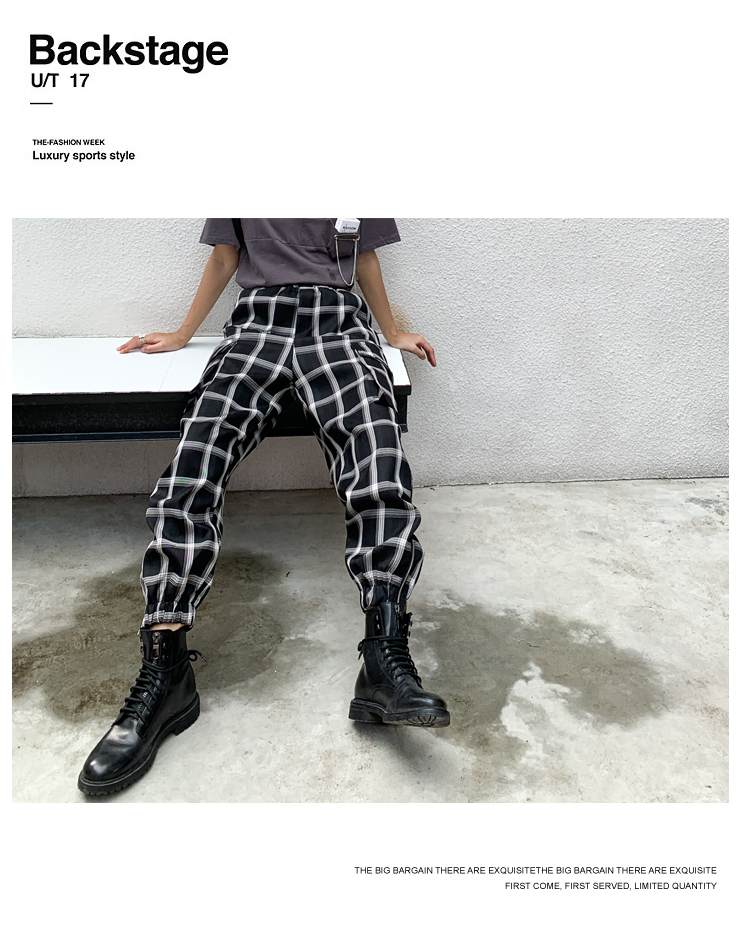 Backstage
U/T 17
THE-FASHION WEEK
Luxury sports style
THE BIG BARGAIN THERE ARE EXQUISITETHE BIG BARGAIN THERE ARE EXQUISITE
FIRST COME, FIRST SERVED, LIMITED QUANTITY